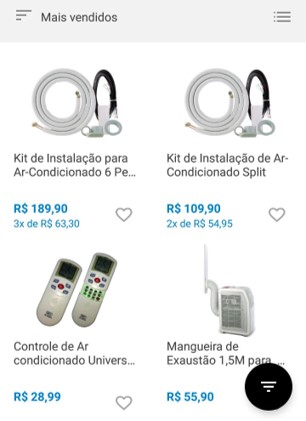 Mais vendidos
Kit de Instalação para
Ar-Condicionado 6 Pe...
R$ 189,90
3x de R$ 63,30
Kit de Instalação de Ar-
Condicionado Split
R$ 109,90
2x de R$ 54,95
Controle de Ar
condicionado Univers...
R$ 28,99
Mangueira de
Exaustão 1,5M para ...
R$ 55,90